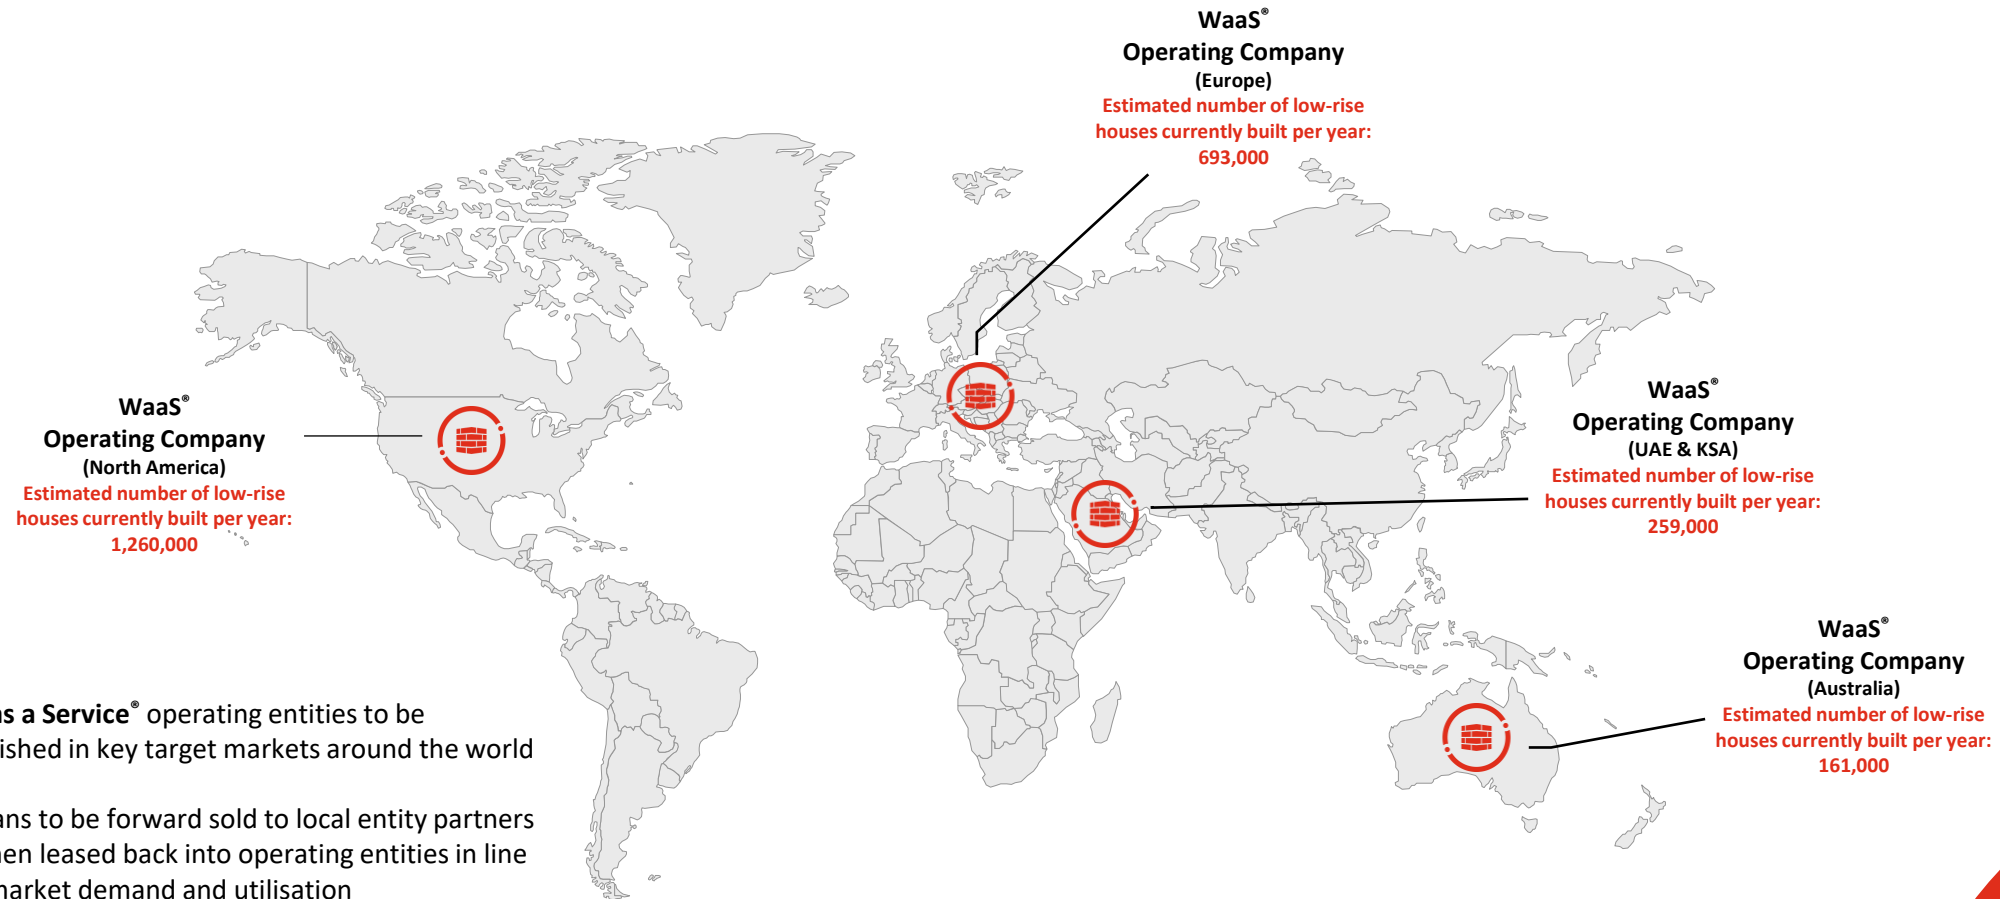 WaaS®
Operating Company
(Europe)
Estimated number of low-rise
houses currently built per year:
693,000
WaaS®
Operating Company
(North America)
Estimated number of low-rise
houses currently built per year:
1,260,000
WaaS®
Operating Company
(UAE & KSA)
Estimated number of low-rise
houses currently built per year:
259,000
WaaS®
Operating Company
(Australia)
Estimated number of low-rise
houses currently built per year:
161,000
as a Service® operating entities to be
ished in key target markets around the world
ans to be forward sold to local entity partners
hen leased back into operating entities in line
market demand and utilisation